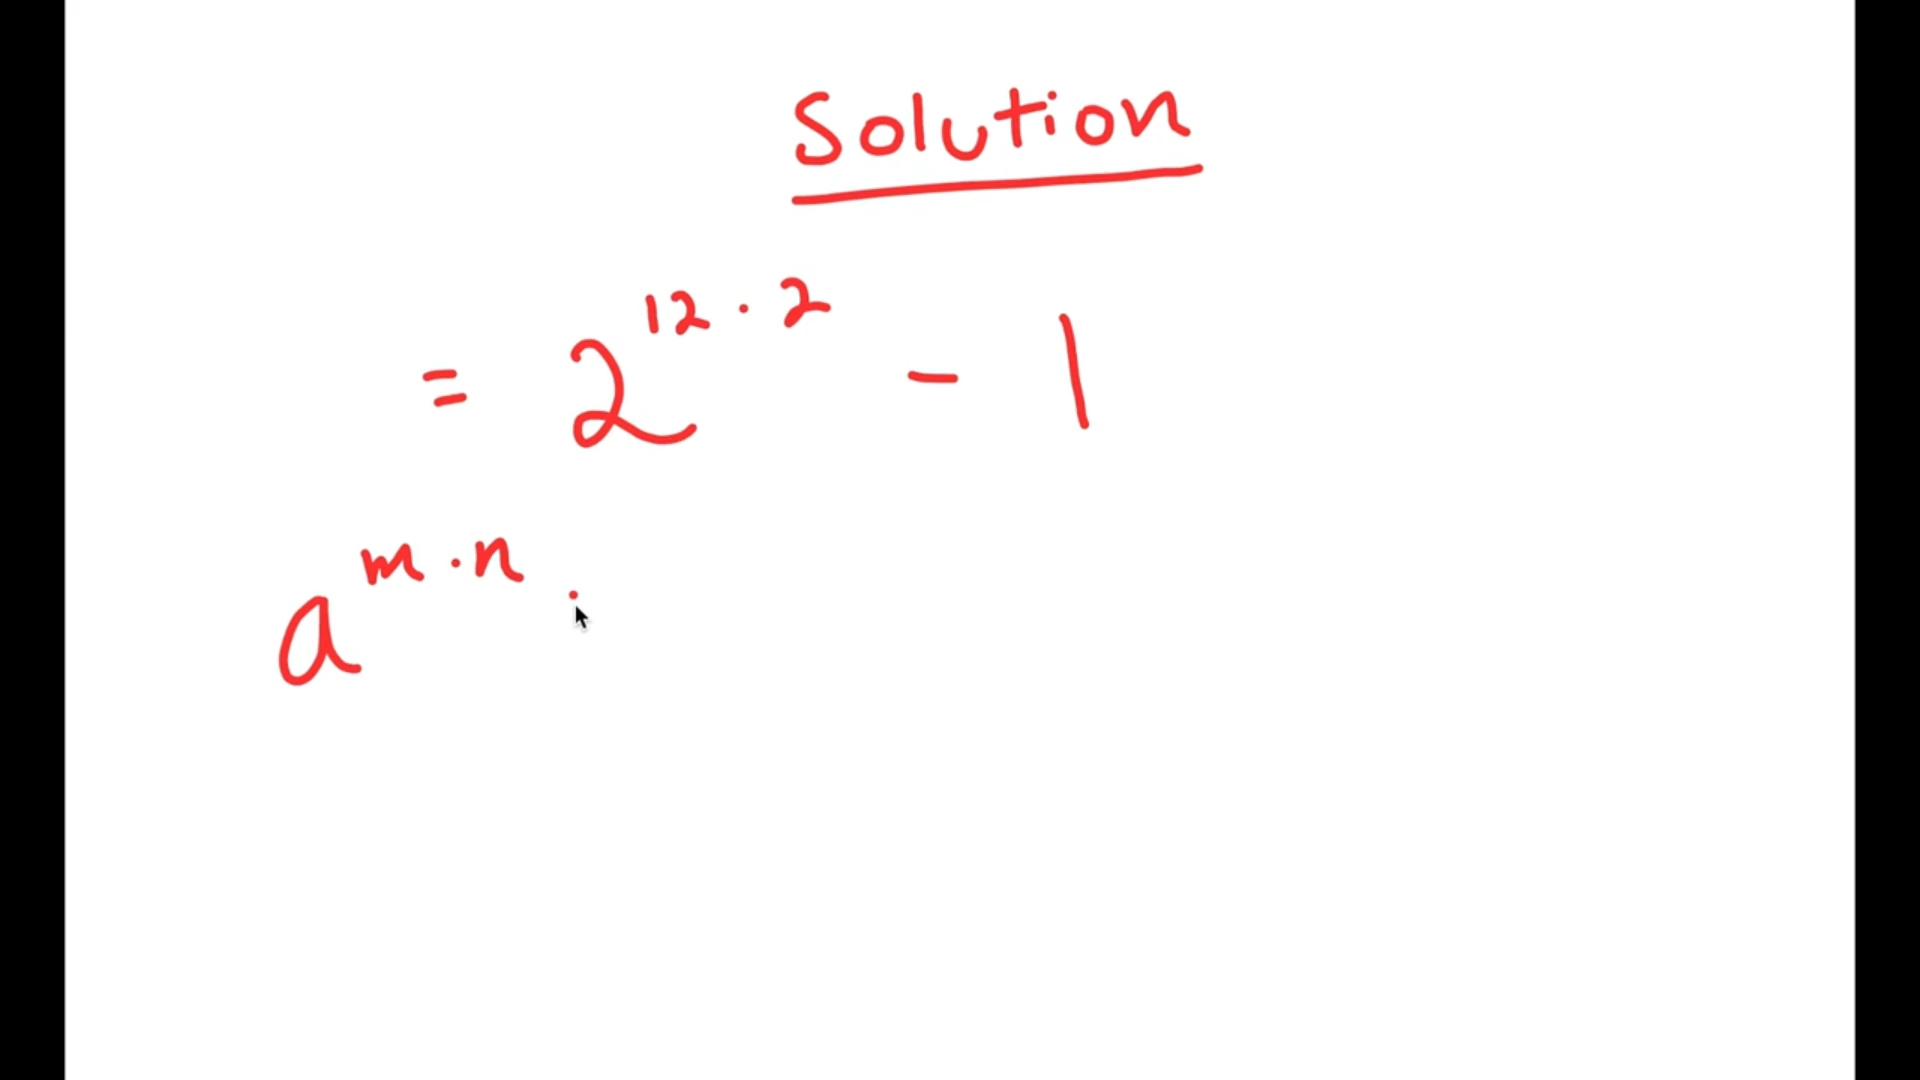 Solution
= 2^{12 · 2} - 1
a^{m · n}